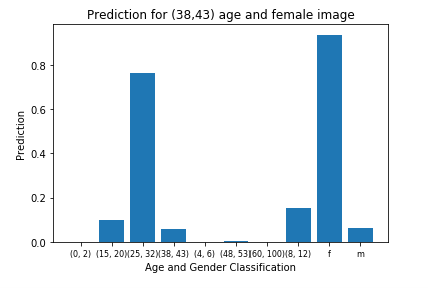 Prediction for (38,43) age and female image
Prediction
0.8
0.6
0.4
0.2
0.0
(0, 2) (15, 20) (25, 32) (38, 43) (4, 6) (48, 53) (60, 100) (8, 12) f m
Age and Gender Classification